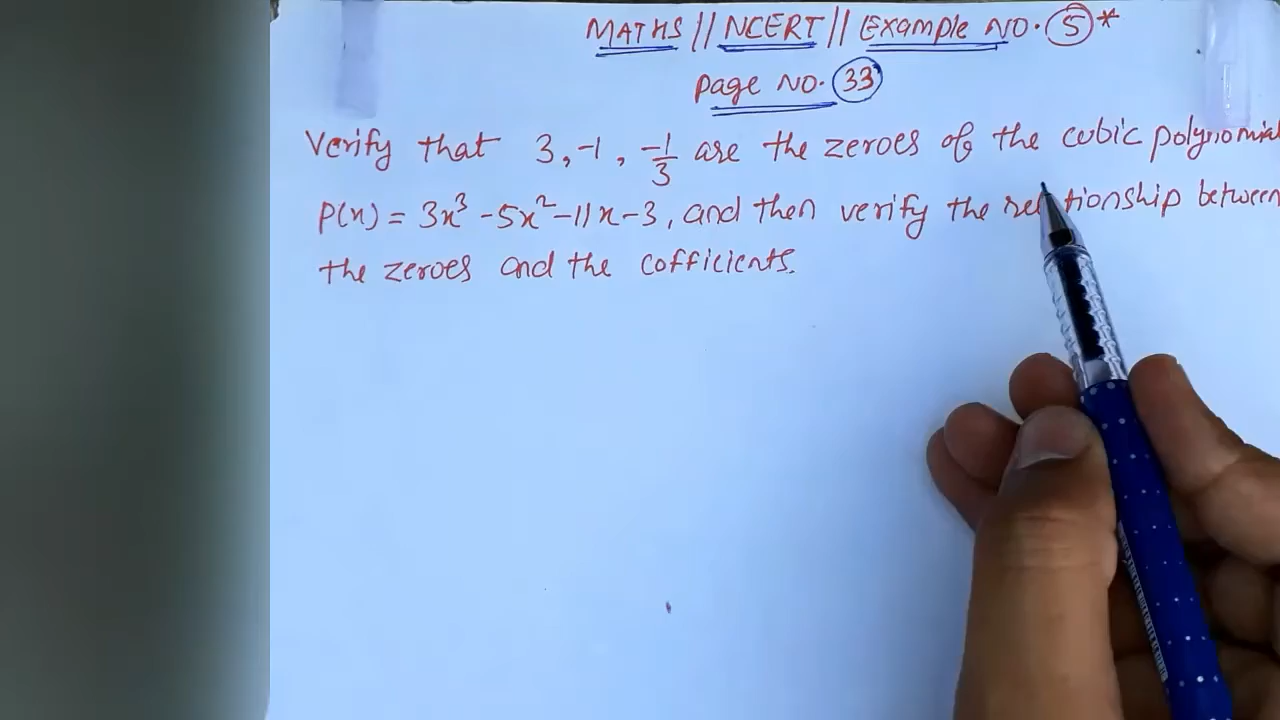 MATHS // NCERT // Example NO. 5 *
Page NO. 33
Verify that 3, -1, -1/3 are the zeroes of the cubic polynomial
P(x) = 3x³ - 5x² - 11x - 3, and then verify the relationship between
the zeroes and the cofficients.